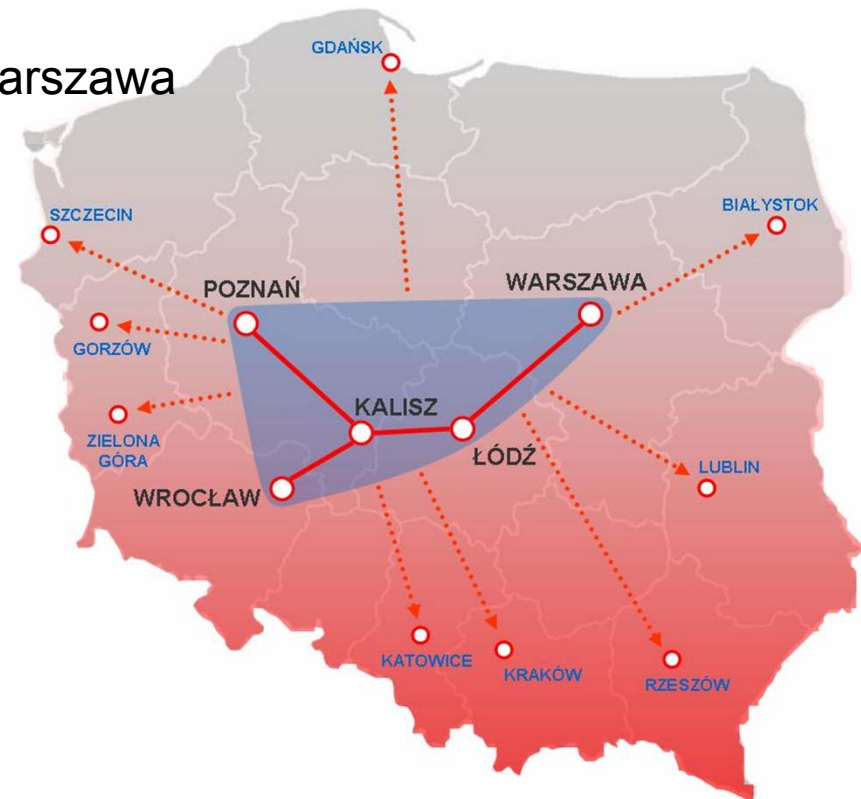 GDAŃSK
arszawa
SZCZECIN
BIAŁYSTOK
POZNAŃ
WARSZAWA
GORZÓW
KALISZ
ZIELONA
GÓRA
ŁÓDŹ
LUBLIN
WROCŁAW
KATOWICE
KRAKÓW
RZESZÓW